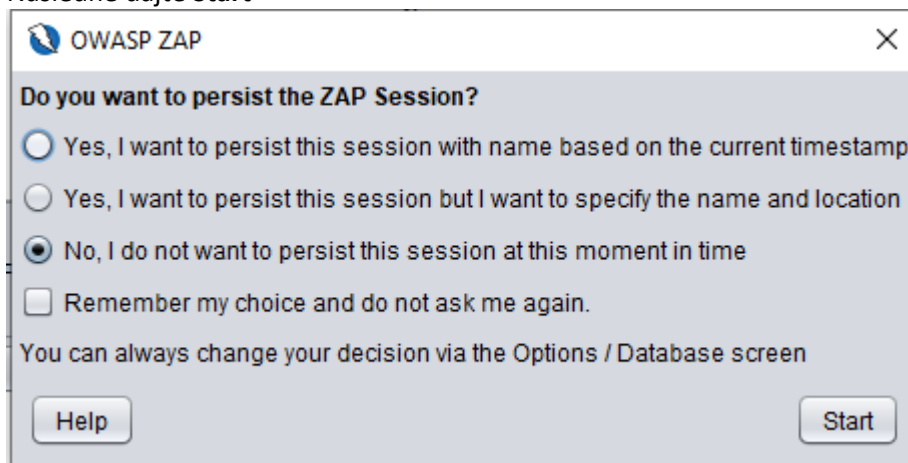 Následne dajte start
OWASP ZAP
Do you want to persist the ZAP Session?
Yes, I want to persist this session with name based on the current timestamp
Yes, I want to persist this session but I want to specify the name and location
No, I do not want to persist this session at this moment in time
Remember my choice and do not ask me again.
You can always change your decision via the Options / Database screen
Help
Start